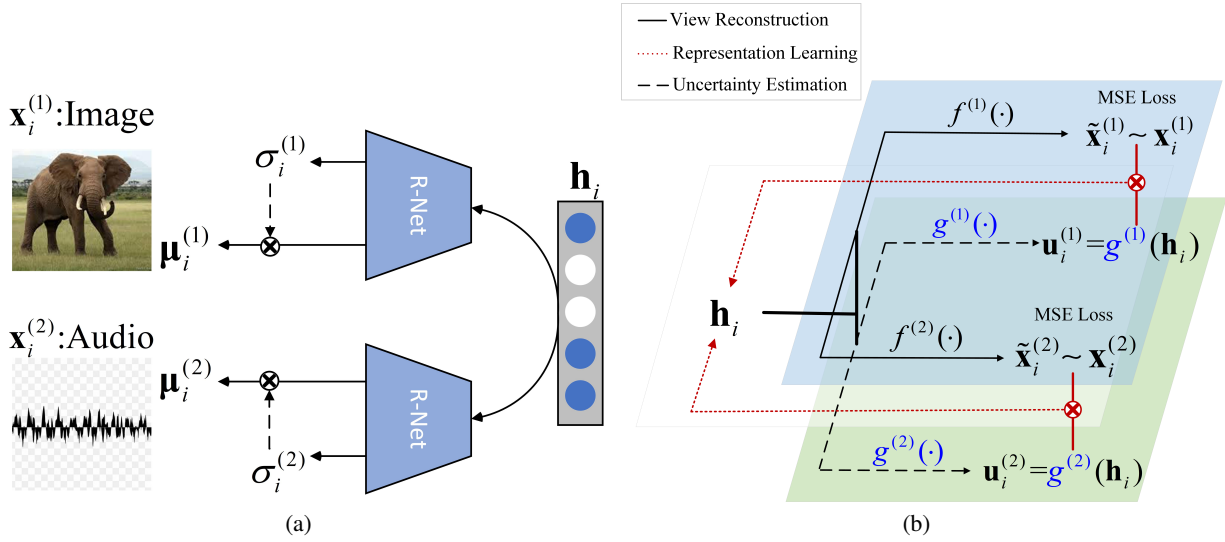 x_i^(1):Image
σ_i^(1)
μ_i^(1)
R-Net
h_i
x_i^(2):Audio
μ_i^(2)
σ_i^(2)
R-Net
(a)
View Reconstruction
Representation Learning
Uncertainty Estimation
MSE Loss
f^(1)(·)
x̃_i^(1) ~ x_i^(1)
g^(1)(·)
u_i^(1)=g^(1)(h_i)
h_i
MSE Loss
f^(2)(·)
x̃_i^(2) ~ x_i^(2)
g^(2)(·)
u_i^(2)=g^(2)(h_i)
(b)